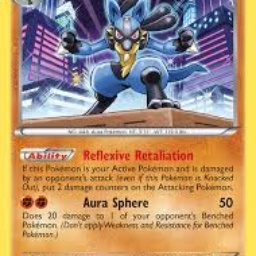 Ability Reflexive Retaliation
If this Pokémon is your Active Pokémon and is damaged
by an opponent's attack (even if this Pokémon is Knocked
Out), put 2 damage counters on the Attacking Pokémon.
Aura Sphere 50
Does 20 damage to 1 of your opponent's Benched
Pokémon. (Don't apply Weakness and Resistance for Benched
Pokémon.)